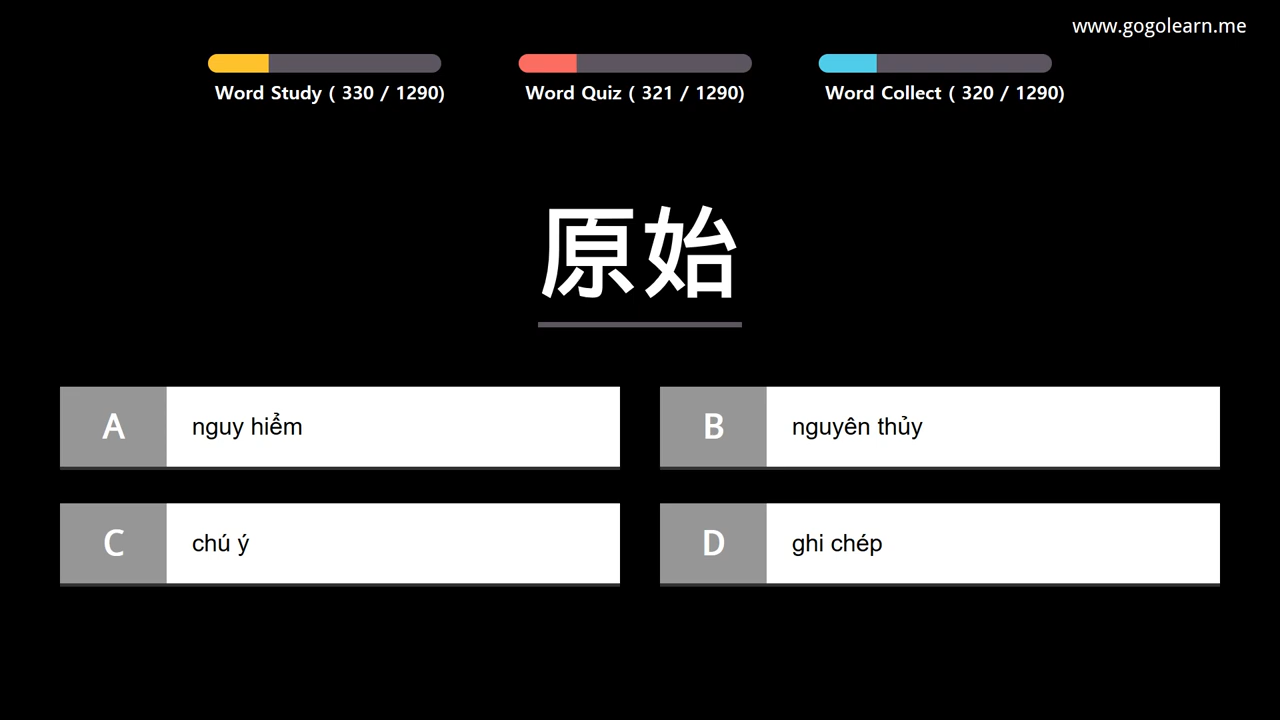 www.gogolearn.me
Word Study ( 330 / 1290)
Word Quiz ( 321 / 1290)
Word Collect ( 320 / 1290)
原始
A nguy hiểm
B nguyên thủy
C chú ý
D ghi chép